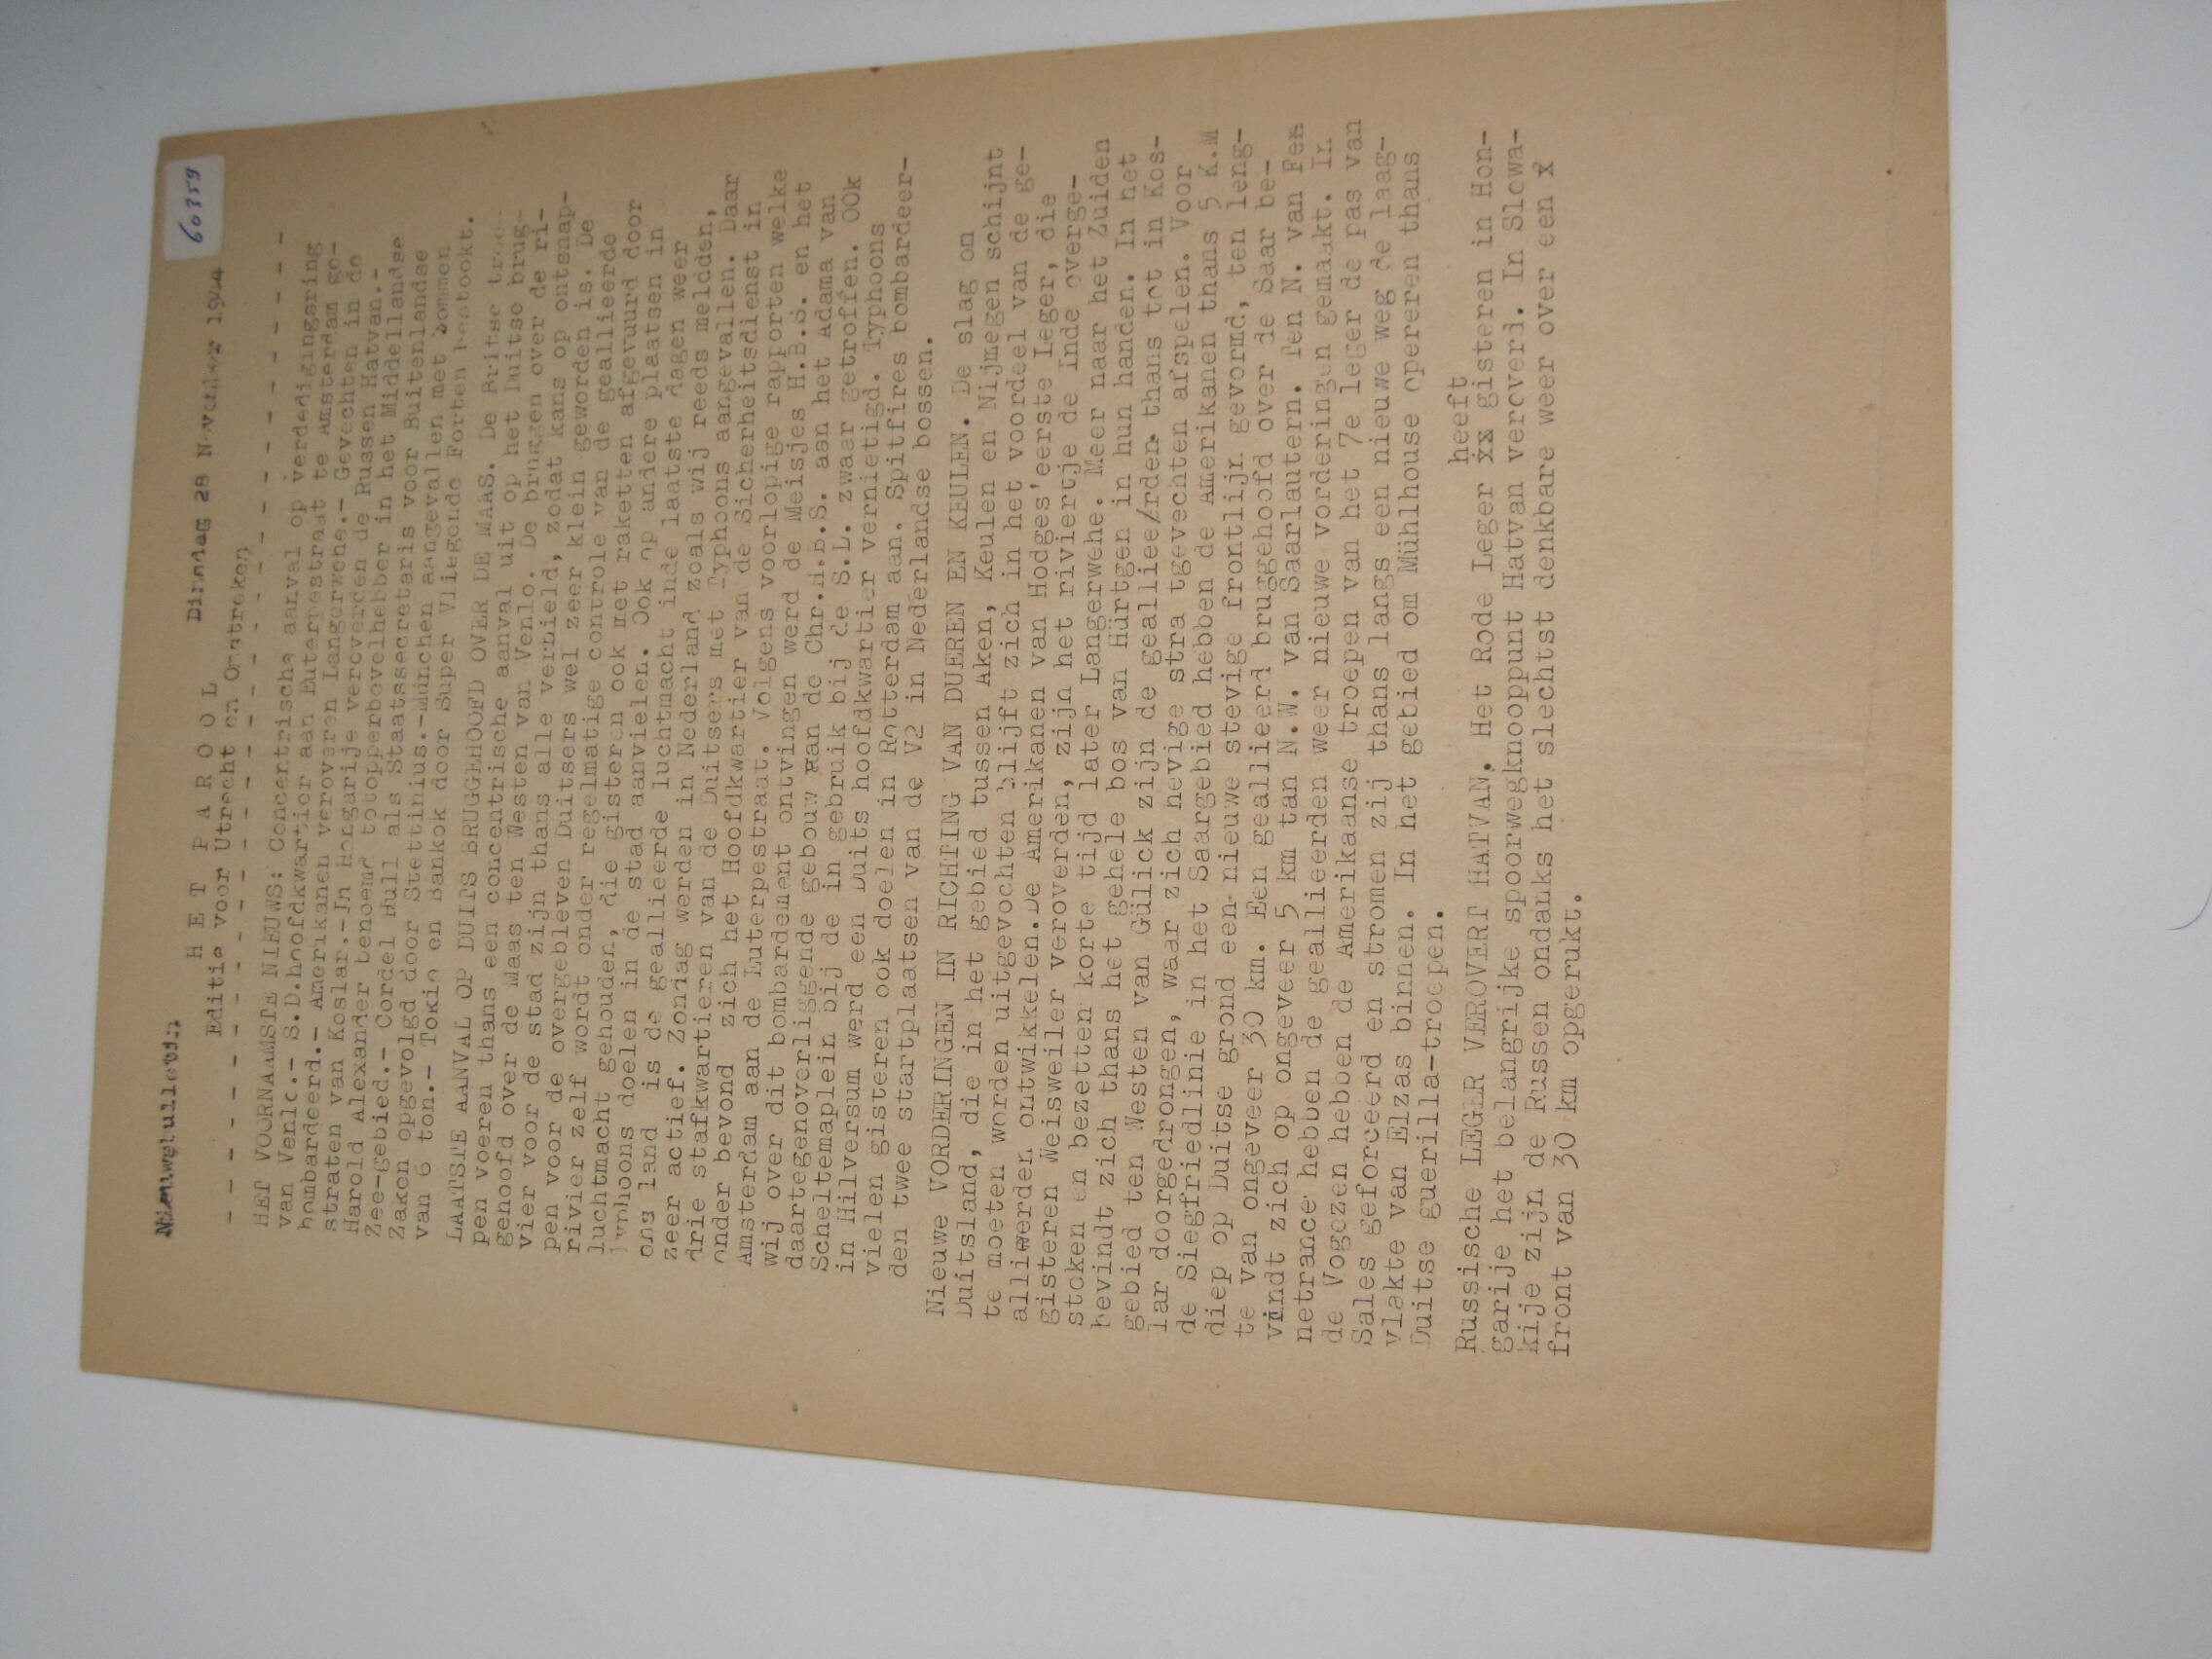 60359
Nieuwsbulletin
H E T P A R O O L Dinsdag 28 November 1944
Editie voor Utrecht en Omstreken
- - - - - - - - - - - - - - - - - - - - - - - - - - - - - -
HET VOORNAAMSTE NIEUWS: Concentrische aanval op verdedigingsring
van Venlo.- S.D.hoofdkwartier aan Euterpestraat te Amsterdam ge-
bombardeerd.- Amerikanen veroveren Langerwehe.- Gevechten in de
straten van Koslar.-In Hongarije veroverden de Russen Hatvan.-
Harold Alexander benoemd totopperbevelhebber in het Middellandse
Zee-gebied.- Cordel Hull als Staatssecretaris voor Buitenlandse
Zaken opgevolgd door Stettinius.-München aangevallen met bommen
van 6 ton.- Tokio en Bankok door Super Vliegende Forten bestookt.
LAATSTE AANVAL OP DUITS BRUGGEHOOFD OVER DE MAAS. De Britse
pen voeren thans een concentrische aanval uit op het Duitse brug-
gehoofd over de Maas ten Westen van Venlo. De bruggen over de ri-
vier voor de stad zijn thans alle vernield, zodat kans op ontsnap-
pen voor de overgebleven Duitsers wel zeer klein geworden is. De
rivier zelf wordt onder regelmatige controle van de geallieerde
luchtmacht gehouden, die gisteren ook met raketten afgevuurd door
Typhoons doelen in de stad aanvielen. Ook op andere plaatsen in
ons land is de geallieerde luchtmacht inde laatste dagen weer
zeer actief. Zondag werden in Nederland zoals wij reeds meldden,
drie stafkwartieren van de Duitsers met Typhoons aangevallen. Daar
onder bevond zich het Hoofdkwartier van de Sicherheitsdienst in
Amsterdam aan de Euterpestraat. Volgens voorlopige rapporten welke
wij over dit bombardement ontvingen werd de Meisjes H.B.S. en het
daartegenoverliggende gebouw van de Chr.H.B.S. aan het Adama van
Scheltemaplein bij de in gebruik bij de S.D. zwaar getroffen. OOk
in Hilversum werd een Duits hoofdkwartier vernietigd. Typhoons
vielen gisteren ook doelen in Rotterdam aan. Spitfires bombardeer-
den twee startplaatsen van de V2 in Nederlandse bossen.
Nieuwe VORDERINGEN IN RICHTING VAN DUEREN EN KEULEN. De slag on
Duitsland, die in het gebied tussen Aken, Keulen en Nijmegen schijnt
te moeten worden uitgevochten blijft zich in het voordeel van de ge-
allieerden ontwikkelen.De Amerikanen van Hodges'eerste Leger, die
gisteren Weisweiler veroverden, zijn het riviertje de Inde overge-
stoken en bezetten korte tijd later Langerwehe. Meer naar het Zuiden
bevindt zich thans het gehele bos van Hürtgen in hun handen. In het
gebied ten Westen van Gülick zijn de geallieerden thans tot in Kos-
lar doorgedrongen, waar zich hevige stra tgevechten afspelen. Voor
de Siegfriedlinie in het Saargebied hebben de Amerikanen thans 5 K.M
diep op Duitse grond een nieuwe stevige frontlijn gevormd, ten leng-
te van ongeveer 30 km. Een geallieerd bruggehoofd over de Saar be-
vindt zich op ongeveer 5 km tan N.W. van Saarlautern. Ten N. van Fen
netrance hebben de geallieerden weer nieuwe vorderingen gemaakt. In
de Vogezen hebben de Amerikaanse troepen van het 7e leger de pas van
Sales geforceerd en stromen zij thans langs een nieuwe weg de laag-
vlakte van Elzas binnen. In het gebied om Mühlhouse opereren thans
Duitse guerilla-troepen.
heeft
Russische LEGER VEROVERT HATVAN. Het Rode Leger xx gisteren in Hon-
garije het belangrijke spoorwegknooppunt Hatvan veroverd. In Slowa-
kije zijn de Russen ondanks het slechtst denkbare weer over een x
front van 30 km opgerukt.